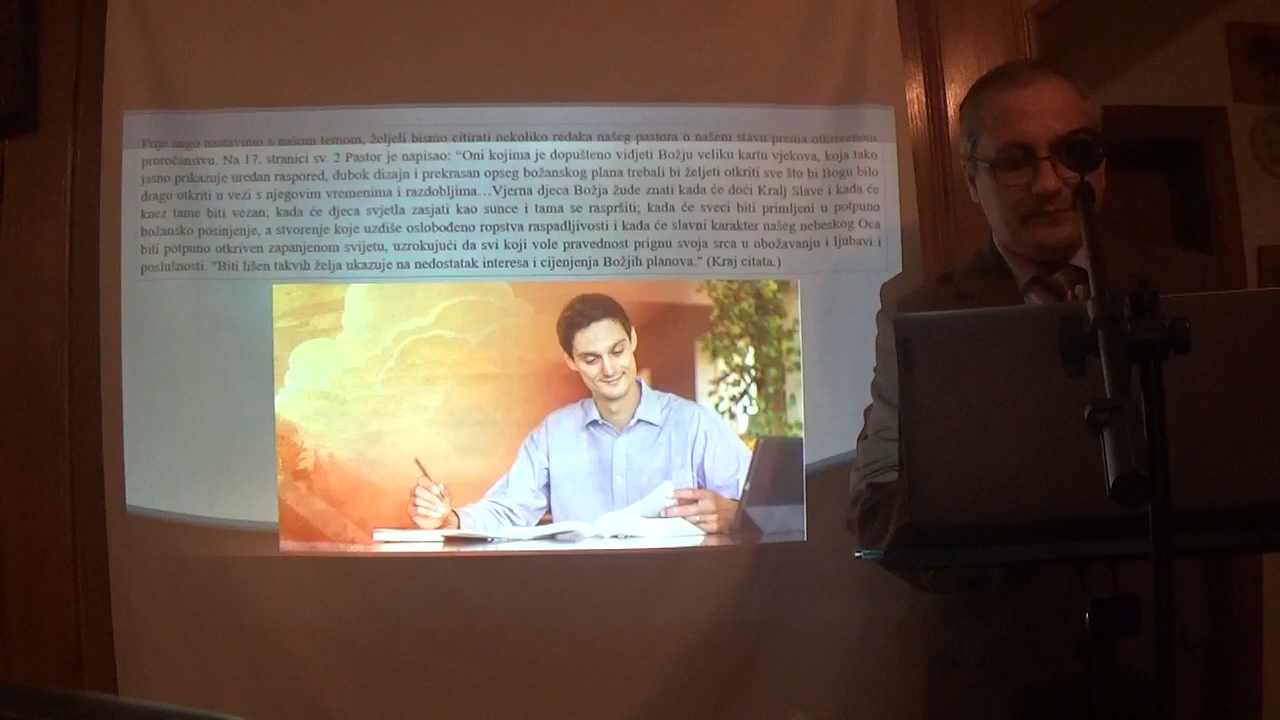 Prije nego nastavimo s našom temom, željeli bismo citirati nekoliko redaka našeg pastora o našem stavu prema otkrivenom
proročanstvu. Na 17. stranici sv. 2 Pastor je napisao: “Oni kojima je dopušteno vidjeti Božju veliku kartu vjekova, koja tako
jasno prikazuje uredan raspored, dubok dizajn i prekrasan opseg božanskog plana trebali bi željeti otkriti sve što bi Bogu bilo
drago otkriti u vezi s njegovim vremenima i razdobljima…Vjerna djeca Božja žude znati kada će doći Kralj Slave i kada će
knez tame biti vezan; kada će djeca svjetla zasjati kao sunce i tama se raspršiti; kada će sveci biti primljeni u potpuno
božansko posinjenje, a stvorenje koje uzdiše oslobođeno ropstva raspadljivosti i kada će slavni karakter našeg nebeskog Oca
biti potpuno otkriven zapanjenom svijetu, uzrokujući da svi koji vole pravednost prignu svoja srca u obožavanju i ljubavi i
poslušnosti. "Biti lišen takvih želja ukazuje na nedostatak interesa i cijenjenja Božjih planova.” (Kraj citata.)